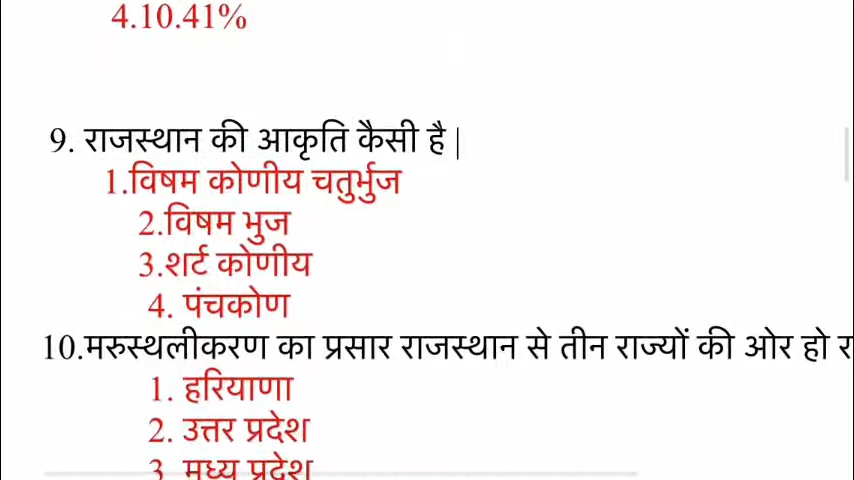 4.10.41%
9. राजस्थान की आकृति कैसी है |
1.विषम कोणीय चतुर्भुज
2.विषम भुज
3.शर्ट कोणीय
4. पंचकोण
10.मरुस्थलीकरण का प्रसार राजस्थान से तीन राज्यों की ओर हो र
1. हरियाणा
2. उत्तर प्रदेश
3. मध्य प्रदेश